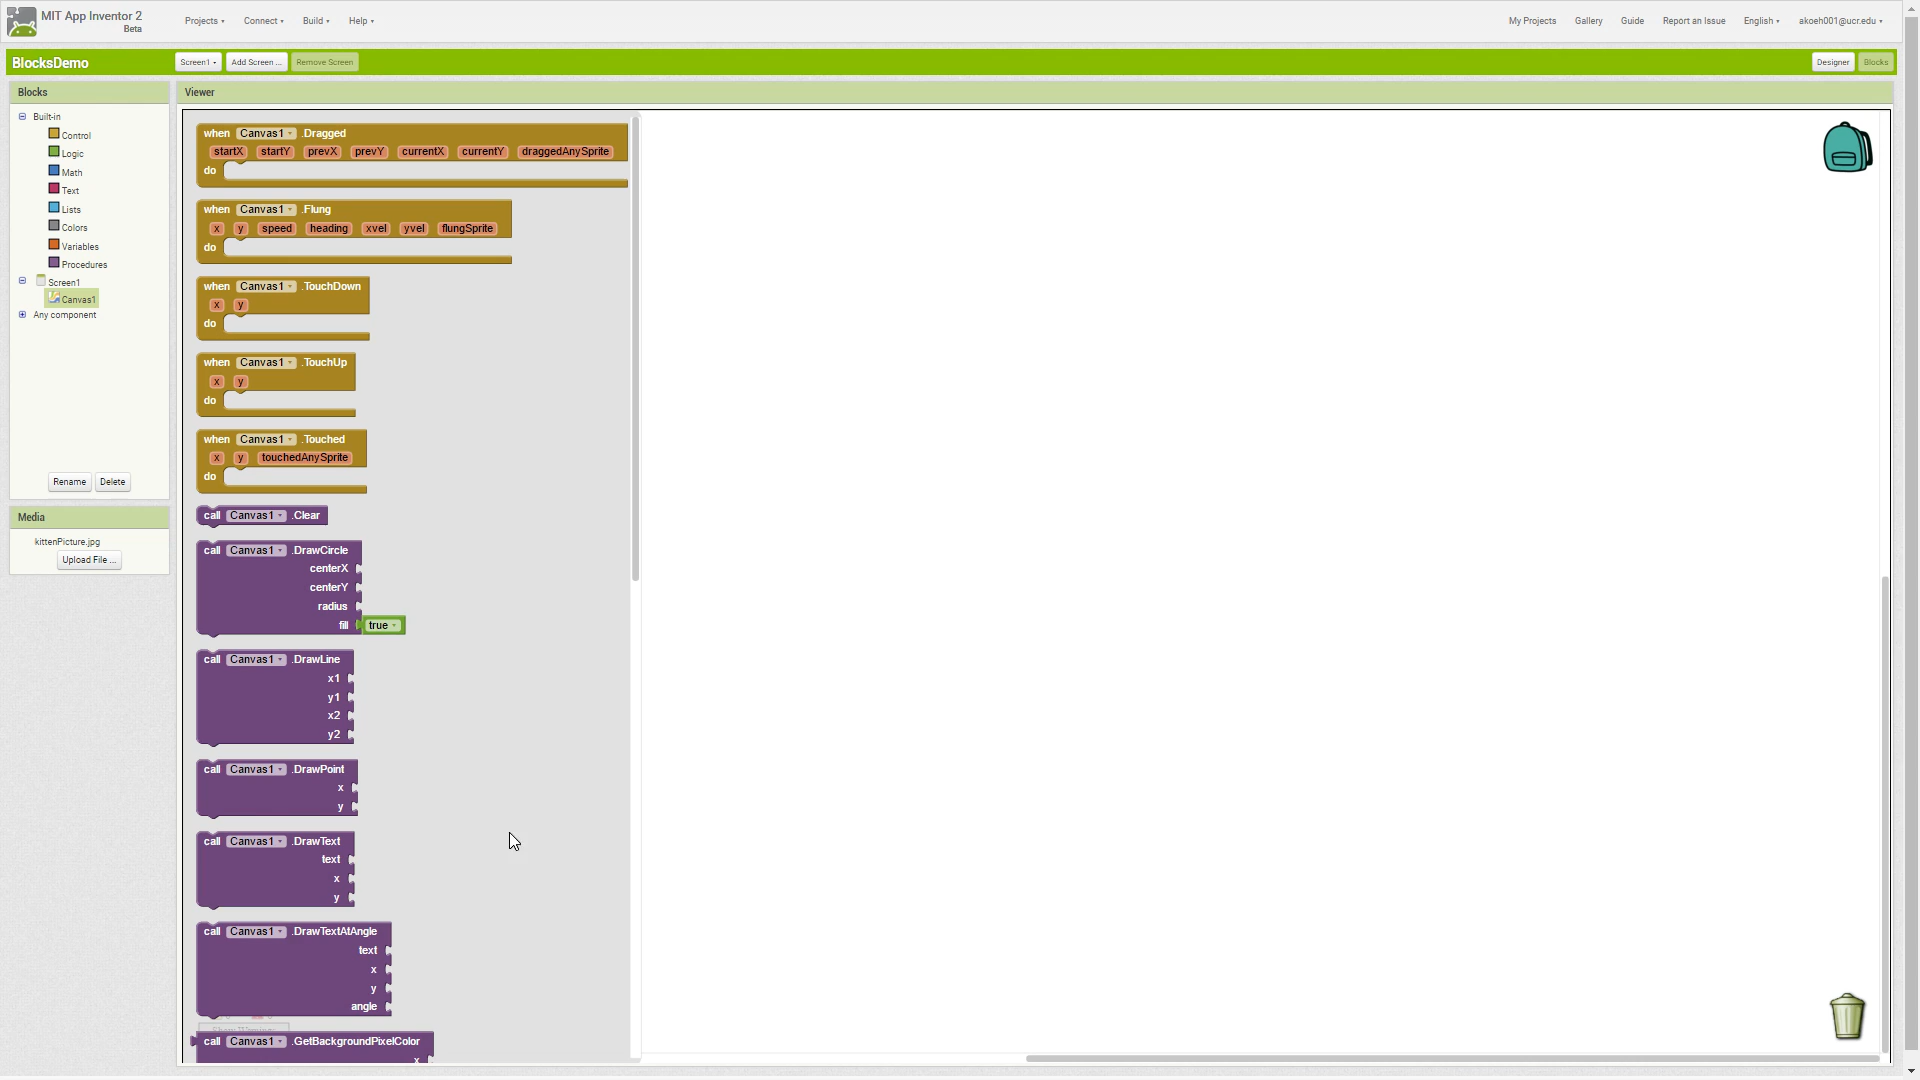 MIT App Inventor 2
Beta
Projects Connect Build Help
My Projects Gallery Guide Report an Issue English akoeh001@ucr.edu
BlocksDemo
Screen1 Add Screen ... Remove Screen
Designer Blocks
Blocks
Built-in
Control
Logic
Math
Text
Lists
Colors
Variables
Procedures
Screen1
Canvas1
Any component
Rename Delete
Media
kittenPicture.jpg
Upload File ...
Viewer
when Canvas1 .Dragged
startX startY prevX prevY currentX currentY draggedAnySprite
do
when Canvas1 .Flung
x y speed heading xvel yvel flungSprite
do
when Canvas1 .TouchDown
x y
do
when Canvas1 .TouchUp
x y
do
when Canvas1 .Touched
x y touchedAnySprite
do
call Canvas1 .Clear
call Canvas1 .DrawCircle
centerX
centerY
radius
fill true
call Canvas1 .DrawLine
x1
y1
x2
y2
call Canvas1 .DrawPoint
x
y
call Canvas1 .DrawText
text
x
y
call Canvas1 .DrawTextAtAngle
text
x
y
angle
call Canvas1 .GetBackgroundPixelColor
x